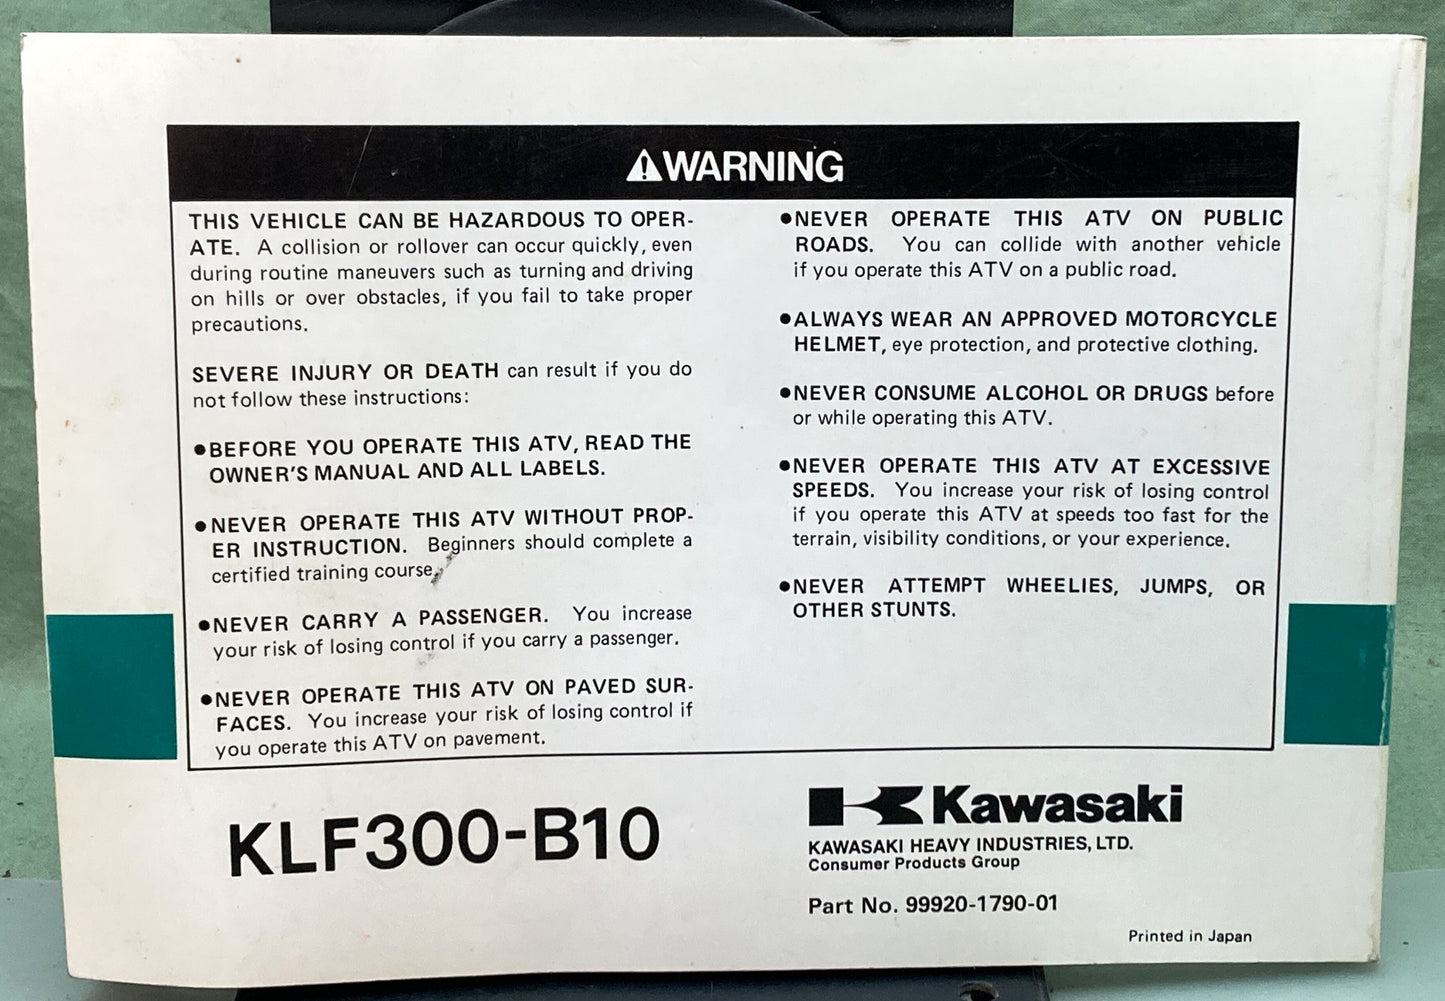 ⚠WARNING
THIS VEHICLE CAN BE HAZARDOUS TO OPER-
ATE. A collision or rollover can occur quickly, even
during routine maneuvers such as turning and driving
on hills or over obstacles, if you fail to take proper
precautions.
SEVERE INJURY OR DEATH can result if you do
not follow these instructions:
●BEFORE YOU OPERATE THIS ATV, READ THE
OWNER'S MANUAL AND ALL LABELS.
●NEVER OPERATE THIS ATV WITHOUT PROP-
ER INSTRUCTION. Beginners should complete a
certified training course.
●NEVER CARRY A PASSENGER. You increase
your risk of losing control if you carry a passenger.
●NEVER OPERATE THIS ATV ON PAVED SUR-
FACES. You increase your risk of losing control if
you operate this ATV on pavement.
●NEVER OPERATE THIS ATV ON PUBLIC
ROADS. You can collide with another vehicle
if you operate this ATV on a public road.
●ALWAYS WEAR AN APPROVED MOTORCYCLE
HELMET, eye protection, and protective clothing.
●NEVER CONSUME ALCOHOL OR DRUGS before
or while operating this ATV.
●NEVER OPERATE THIS ATV AT EXCESSIVE
SPEEDS. You increase your risk of losing control
if you operate this ATV at speeds too fast for the
terrain, visibility conditions, or your experience.
●NEVER ATTEMPT WHEELIES, JUMPS, OR
OTHER STUNTS.
KLF300-B10
Kawasaki
KAWASAKI HEAVY INDUSTRIES, LTD.
Consumer Products Group
Part No. 99920-1790-01
Printed in Japan